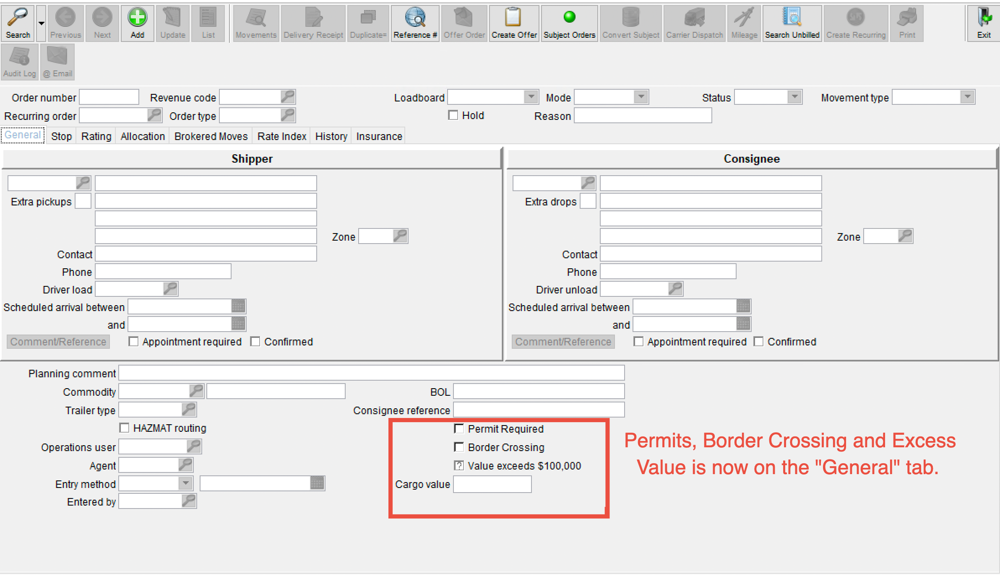 Search Previous Next Add Update List Movements Delivery Receipt Duplicate= Reference # Offer Order Create Offer Subject Orders Convert Subject Carrier Dispatch Mileage Search Unbilled Create Recurring Print Exit
Audit Log @ Email
Order number Revenue code Loadboard Mode Status Movement type
Recurring order Order type Hold Reason
General Stop Rating Allocation Brokered Moves Rate Index History Insurance
Shipper Consignee
Extra pickups Extra drops
Zone Zone
Contact Contact
Phone Phone
Driver load Driver unload
Scheduled arrival between Scheduled arrival between
and and
Comment/Reference Appointment required Confirmed Comment/Reference Appointment required Confirmed
Planning comment
Commodity BOL
Trailer type Consignee reference
HAZMAT routing Permit Required
Operations user Border Crossing
Agent ? Value exceeds $100,000
Entry method Cargo value
Entered by
Permits, Border Crossing and Excess
Value is now on the "General" tab.